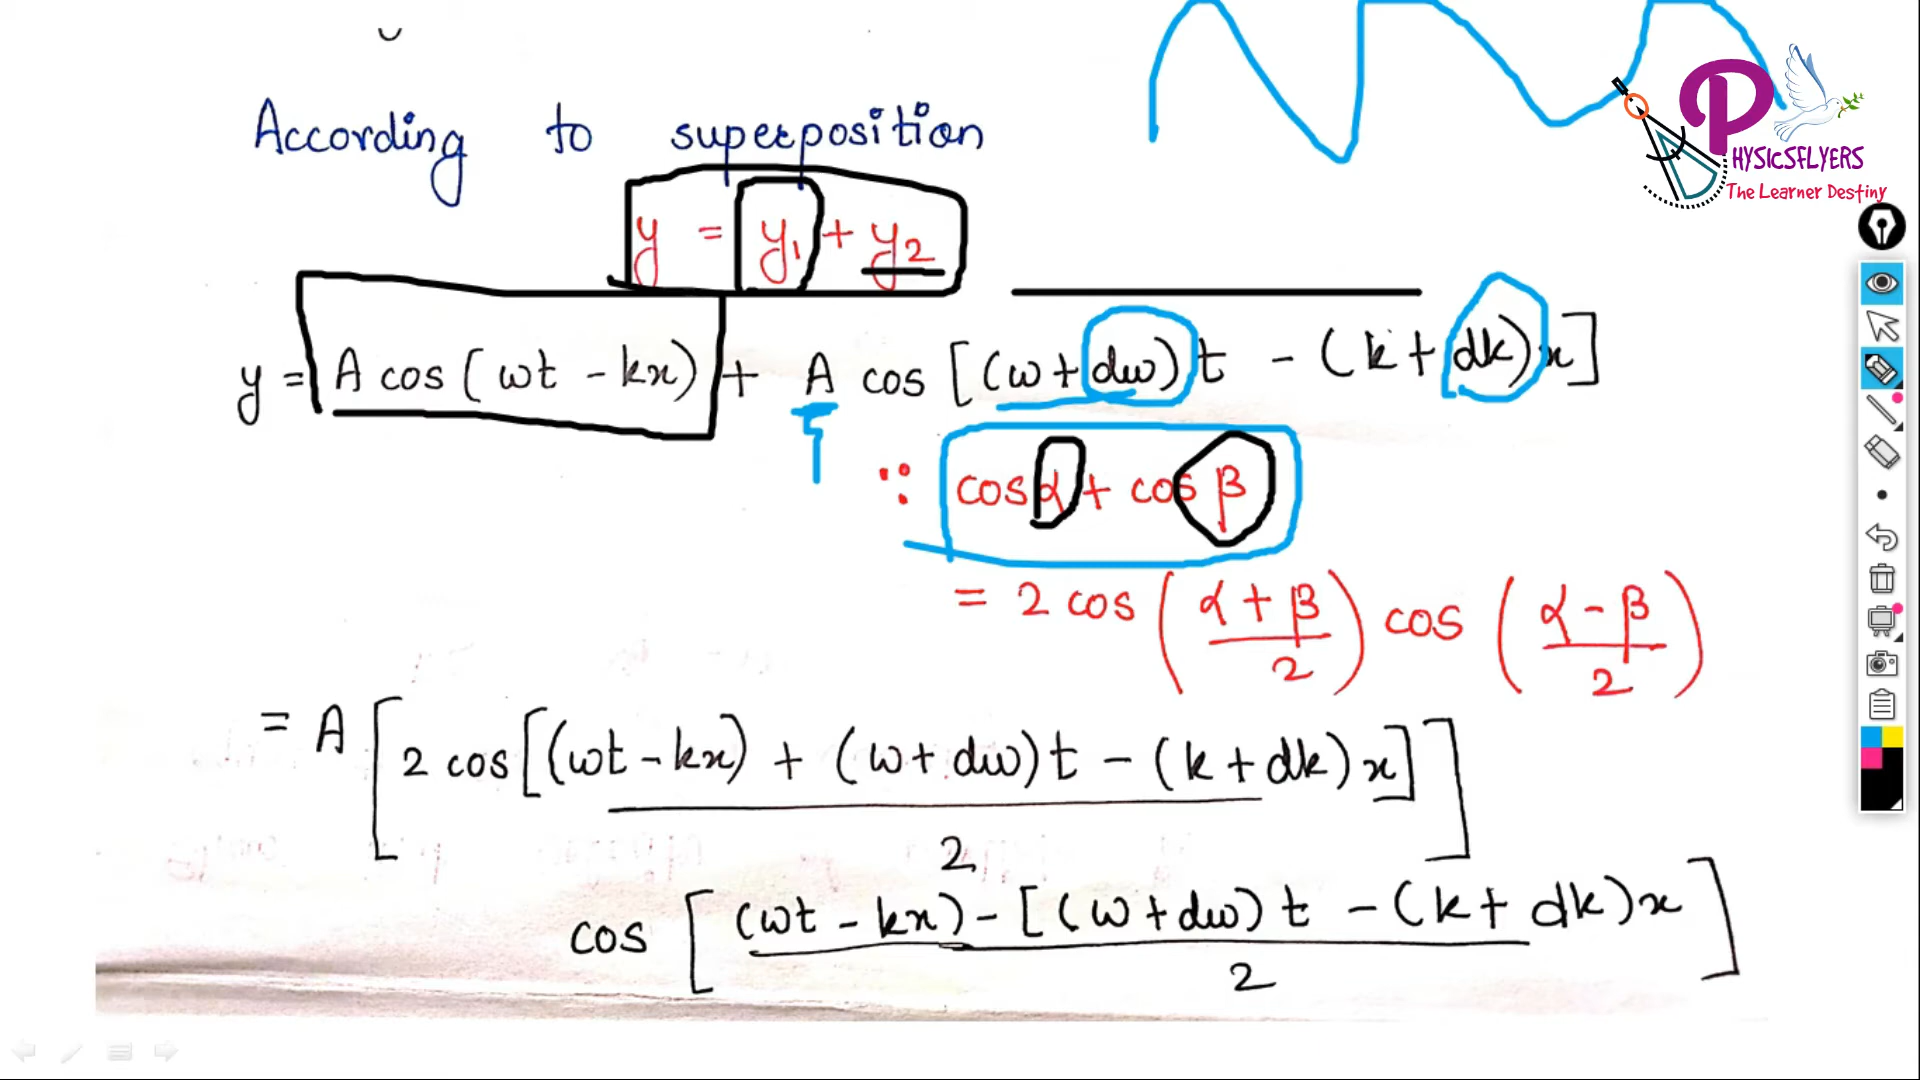 According to superposition
PHYSICSFLYERS
The Learner Destiny
y = y₁ + y₂
y = A cos (ωt - kx) + A cos [(ω + dω)t - (k + dk)x]
∵ cos α + cos β
= 2 cos ((α + β)/2) cos ((α - β)/2)
= A [2 cos [(ωt - kx) + (ω + dω)t - (k + dk)x]]
2
cos [(ωt - kx) - [(ω + dω)t - (k + dk)x]
2